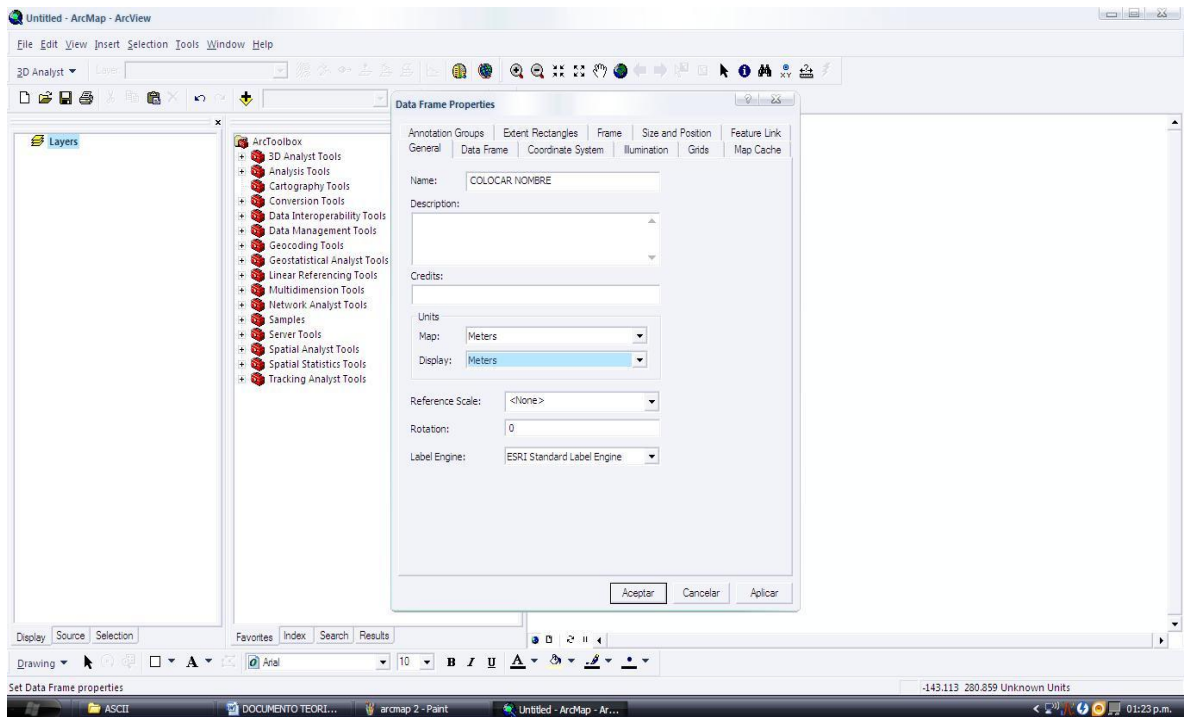 Untitled - ArcMap - ArcView
File Edit View Insert Selection Tools Window Help
3D Analyst
Layer:
Layers
ArcToolbox
3D Analyst Tools
Analysis Tools
Cartography Tools
Conversion Tools
Data Interoperability Tools
Data Management Tools
Geocoding Tools
Geostatistical Analyst Tools
Linear Referencing Tools
Multidimension Tools
Network Analyst Tools
Samples
Server Tools
Spatial Analyst Tools
Spatial Statistics Tools
Tracking Analyst Tools
Data Frame Properties
Annotation Groups Extent Rectangles Frame Size and Position Feature Link
General Data Frame Coordinate System Illumination Grids Map Cache
Name: COLOCAR NOMBRE
Description:
Credits:
Units
Map: Meters
Display: Meters
Reference Scale: <None>
Rotation: 0
Label Engine: ESRI Standard Label Engine
Aceptar Cancelar Aplicar
Display Source Selection
Favorites Index Search Results
Drawing A Arial 10 B I U A
Set Data Frame properties
-143.113 280.859 Unknown Units
ASCII DOCUMENTO TEORI... arcmap 2 - Paint Untitled - ArcMap - Ar... 01:23 p.m.